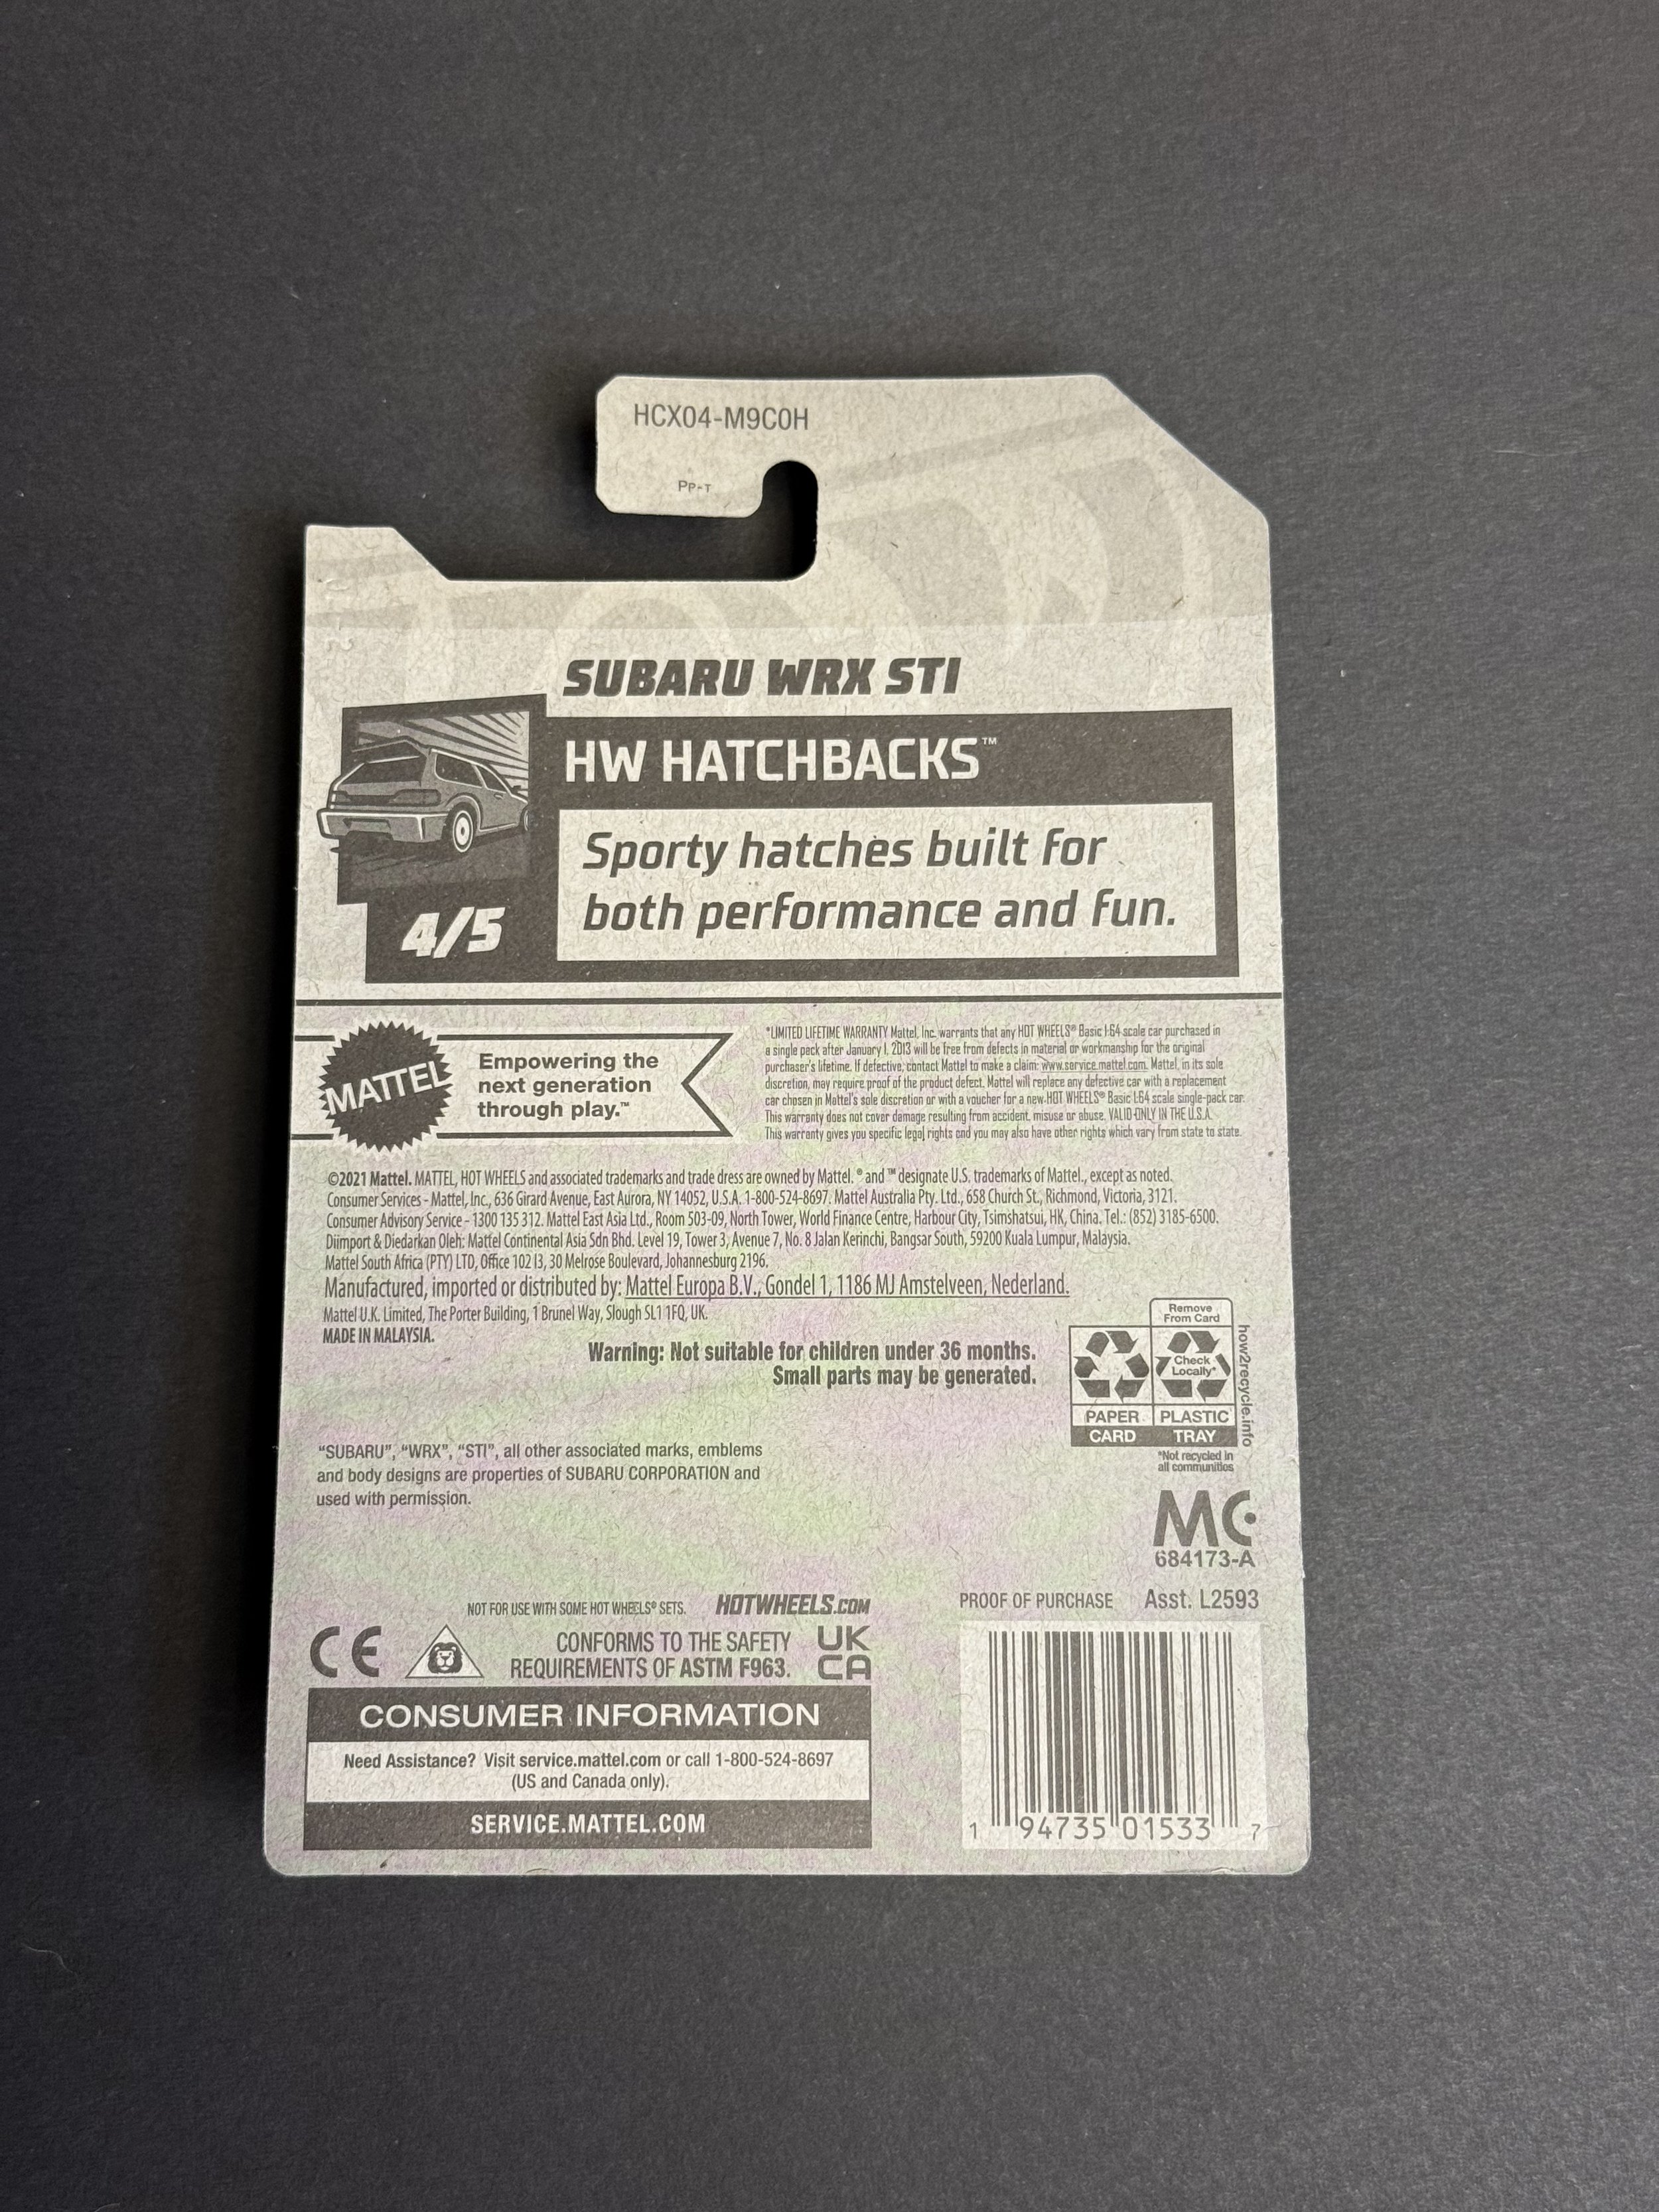 HCX04-M9C0H
PP-T
SUBARU WRX STI
HW HATCHBACKS™
Sporty hatches built for
both performance and fun.
4/5
MATTEL
Empowering the
next generation
through play.™
*LIMITED LIFETIME WARRANTY Mattel, Inc. warrants that any HOT WHEELS® Basic 1:64 scale car purchased in
a single pack after January 1, 2013 will be free from defects in material or workmanship for the original
purchaser's lifetime. If defective, contact Mattel to make a claim: www.service.mattel.com. Mattel, in its sole
discretion, may require proof of the product defect. Mattel will replace any defective car with a replacement
car chosen in Mattel's sole discretion or with a voucher for a new HOT WHEELS® Basic 1:64 scale single-pack car.
This warranty does not cover damage resulting from accident, misuse or abuse. VALID ONLY IN THE U.S.A.
This warranty gives you specific legal rights and you may also have other rights which vary from state to state.
©2021 Mattel. MATTEL, HOT WHEELS and associated trademarks and trade dress are owned by Mattel. ® and ™ designate U.S. trademarks of Mattel., except as noted.
Consumer Services - Mattel, Inc., 636 Girard Avenue, East Aurora, NY 14052, U.S.A. 1-800-524-8697. Mattel Australia Pty. Ltd., 658 Church St., Richmond, Victoria, 3121.
Consumer Advisory Service - 1300 135 312. Mattel East Asia Ltd., Room 503-09, North Tower, World Finance Centre, Harbour City, Tsimshatsui, HK, China. Tel.: (852) 3185-6500.
Diimport & Diedarkan Oleh: Mattel Continental Asia Sdn Bhd. Level 19, Tower 3, Avenue 7, No. 8 Jalan Kerinchi, Bangsar South, 59200 Kuala Lumpur, Malaysia.
Mattel South Africa (PTY) LTD, Office 102 I3, 30 Melrose Boulevard, Johannesburg 2196.
Manufactured, imported or distributed by: Mattel Europa B.V., Gondel 1, 1186 MJ Amstelveen, Nederland.
Mattel U.K. Limited, The Porter Building, 1 Brunel Way, Slough SL1 1FQ, UK.
MADE IN MALAYSIA.
Warning: Not suitable for children under 36 months.
Small parts may be generated.
Remove
From Card
Check
Locally*
PAPER
PLASTIC
CARD
TRAY
*Not recycled in
all communities
how2recycle.info
"SUBARU", "WRX", "STI", all other associated marks, emblems
and body designs are properties of SUBARU CORPORATION and
used with permission.
MC
684173-A
NOT FOR USE WITH SOME HOT WHEELS® SETS.
HOTWHEELS.COM
PROOF OF PURCHASE
Asst. L2593
CE
CONFORMS TO THE SAFETY
REQUIREMENTS OF ASTM F963.
UK
CA
CONSUMER INFORMATION
Need Assistance? Visit service.mattel.com or call 1-800-524-8697
(US and Canada only).
SERVICE.MATTEL.COM
1 94735 01533 7